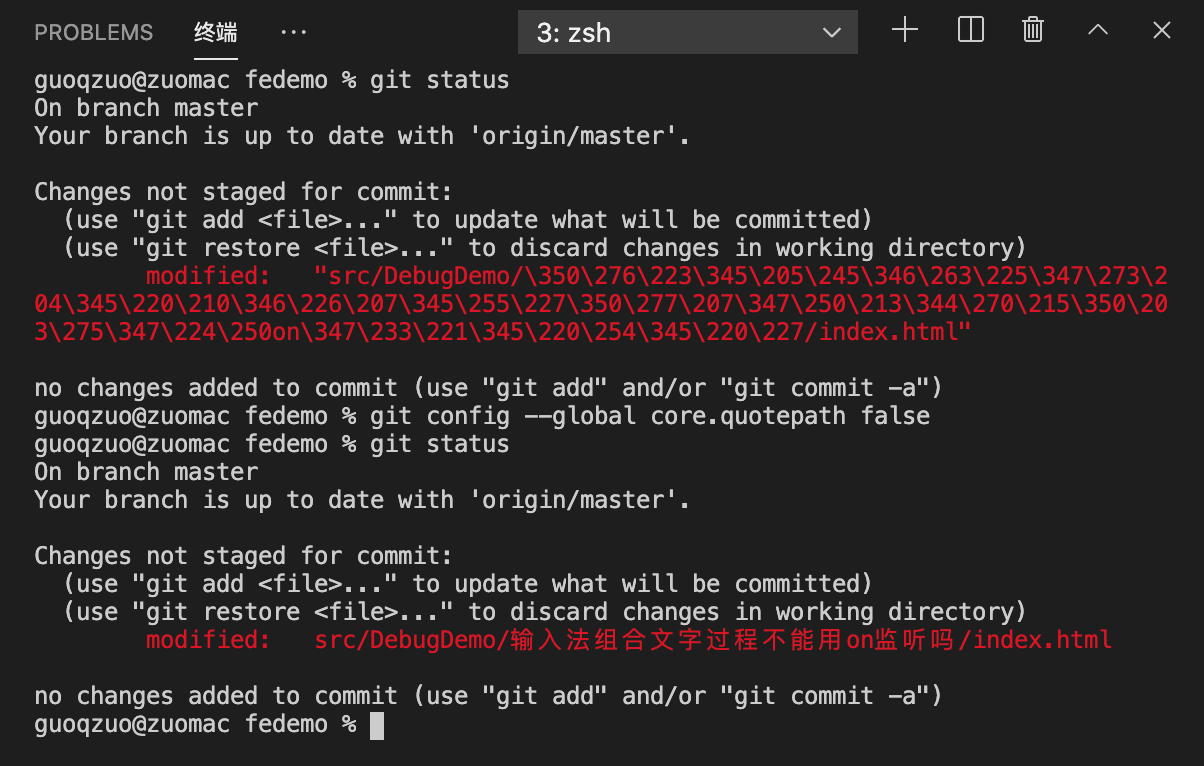 PROBLEMS 终端 ··· 3: zsh
guoqzuo@zuomac fedemo % git status
On branch master
Your branch is up to date with 'origin/master'.
Changes not staged for commit:
  (use "git add <file>..." to update what will be committed)
  (use "git restore <file>..." to discard changes in working directory)
        modified:   "src/DebugDemo/\350\276\223\345\205\245\346\263\225\347\273\2
04\345\220\210\346\226\207\345\255\227\350\277\207\347\250\213\344\270\215\350\20
3\275\347\224\250on\347\233\221\345\220\254\345\220\227/index.html"
no changes added to commit (use "git add" and/or "git commit -a")
guoqzuo@zuomac fedemo % git config --global core.quotepath false
guoqzuo@zuomac fedemo % git status
On branch master
Your branch is up to date with 'origin/master'.
Changes not staged for commit:
  (use "git add <file>..." to update what will be committed)
  (use "git restore <file>..." to discard changes in working directory)
        modified:   src/DebugDemo/输入法组合文字过程不能用on监听吗/index.html
no changes added to commit (use "git add" and/or "git commit -a")
guoqzuo@zuomac fedemo %